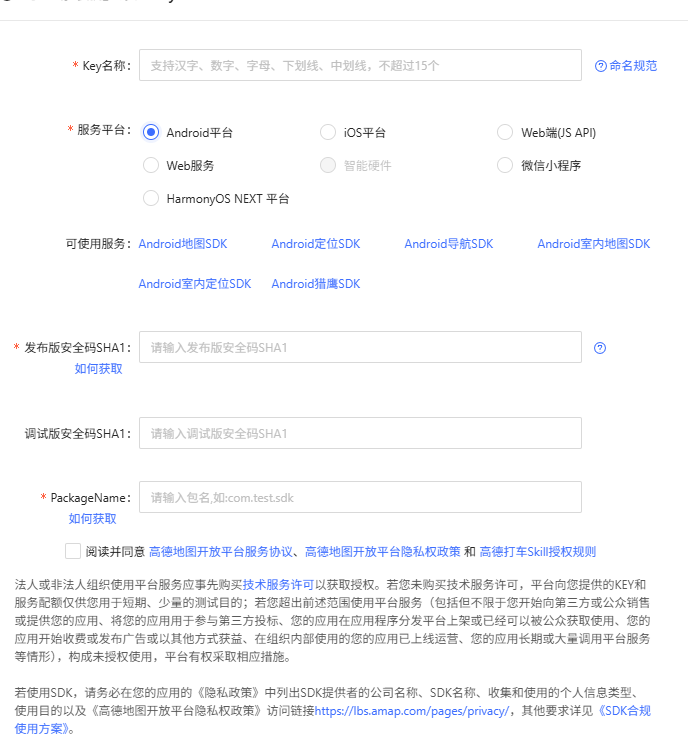 * Key名称： 支持汉字、数字、字母、下划线、中划线，不超过15个 命名规范
* 服务平台： Android平台 iOS平台 Web端(JS API)
Web服务 智能硬件 微信小程序
HarmonyOS NEXT 平台
可使用服务： Android地图SDK Android定位SDK Android导航SDK Android室内地图SDK
Android室内定位SDK Android猎鹰SDK
* 发布版安全码SHA1： 请输入发布版安全码SHA1
如何获取
调试版安全码SHA1： 请输入调试版安全码SHA1
* PackageName： 请输入包名,如:com.test.sdk
如何获取
阅读并同意 高德地图开放平台服务协议、高德地图开放平台隐私权政策 和 高德打车Skill授权规则
法人或非法人组织使用平台服务应事先购买技术服务许可以获取授权。若您未购买技术服务许可，平台向您提供的KEY和
服务配额仅供您用于短期、少量的测试目的；若您超出前述范围使用平台服务（包括但不限于您开始向第三方或公众销售
或提供您的应用、将您的应用用于参与第三方投标、您的应用在应用程序分发平台上架或已经可以被公众获取使用、您的
应用开始收费或发布广告或以其他方式获益、在组织内部使用的您的应用已上线运营、您的应用长期或大量调用平台服务
等情形），构成未授权使用，平台有权采取相应措施。
若使用SDK，请务必在您的应用的《隐私政策》中列出SDK提供者的公司名称、SDK名称、收集和使用的个人信息类型、
使用目的以及《高德地图开放平台隐私权政策》访问链接https://lbs.amap.com/pages/privacy/，其他要求详见《SDK合规
使用方案》。